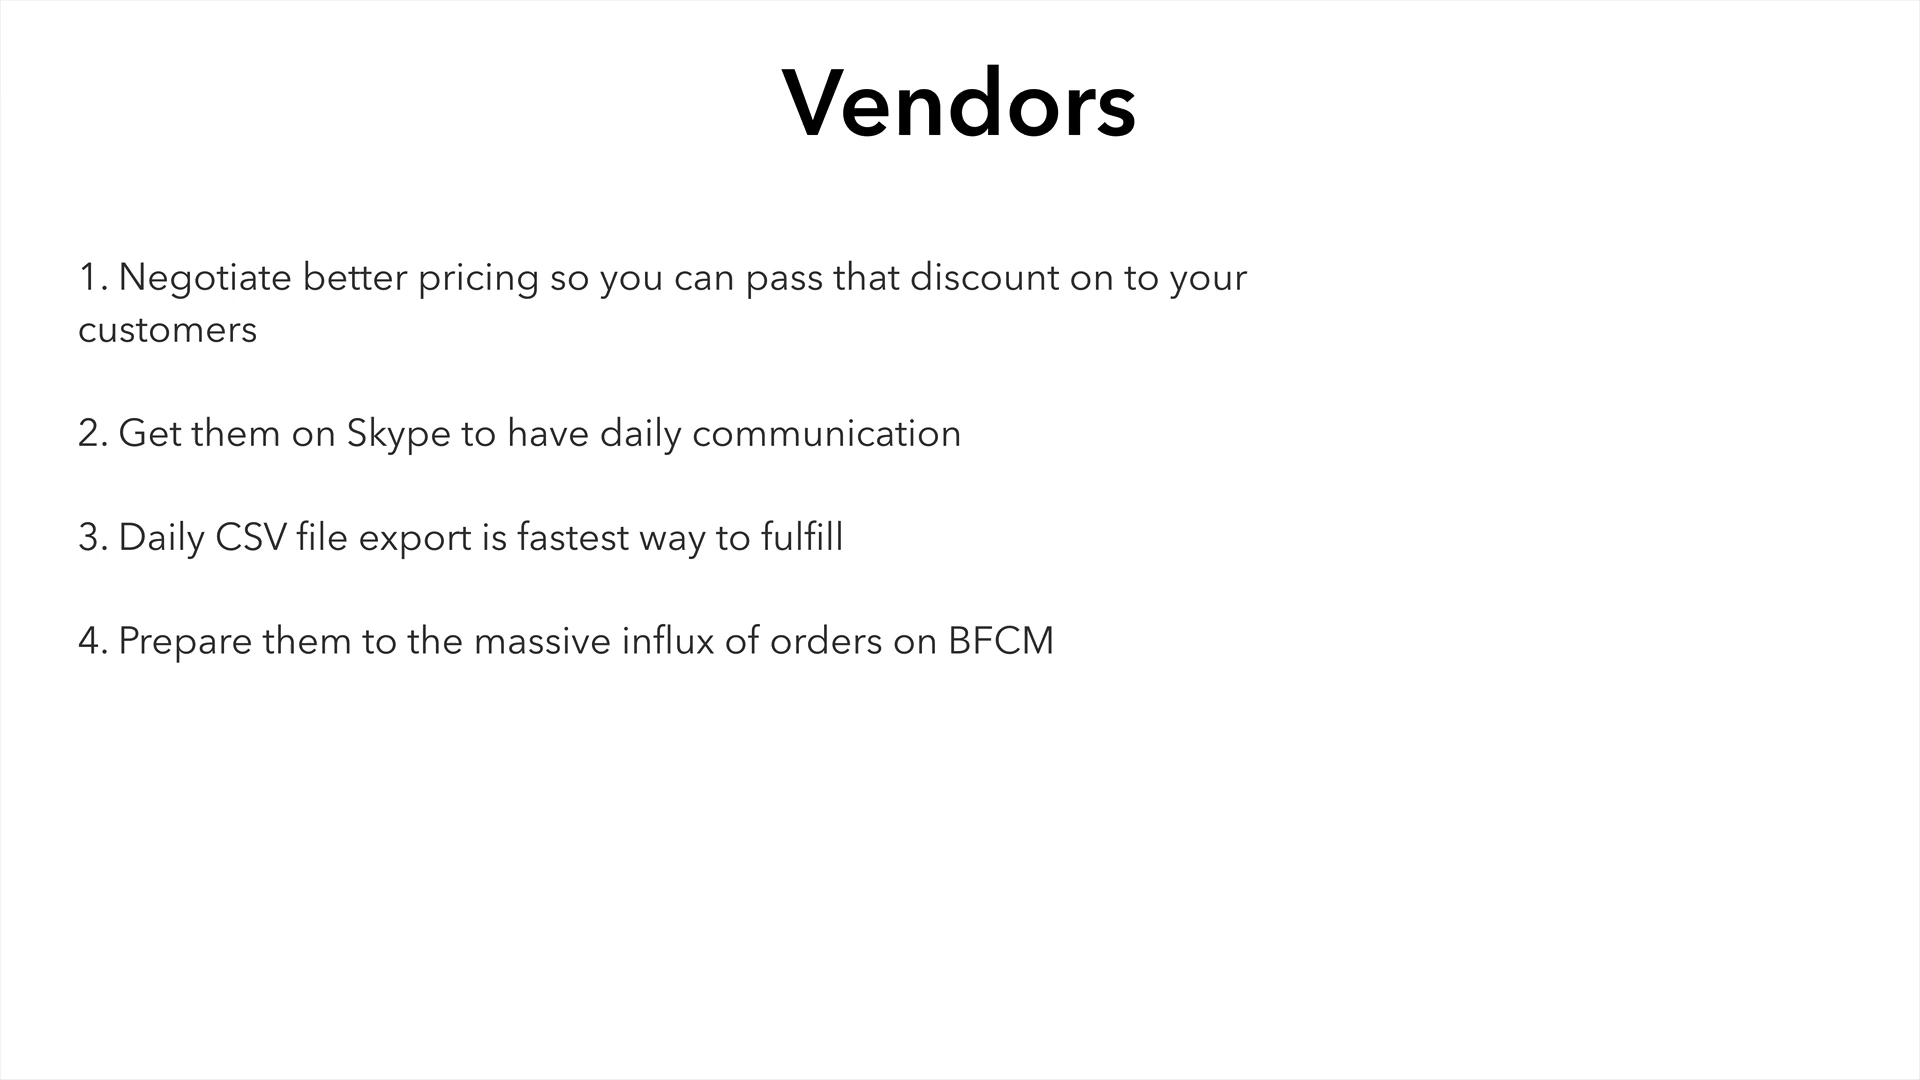 Vendors
1. Negotiate better pricing so you can pass that discount on to your
customers
2. Get them on Skype to have daily communication
3. Daily CSV file export is fastest way to fulfill
4. Prepare them to the massive influx of orders on BFCM